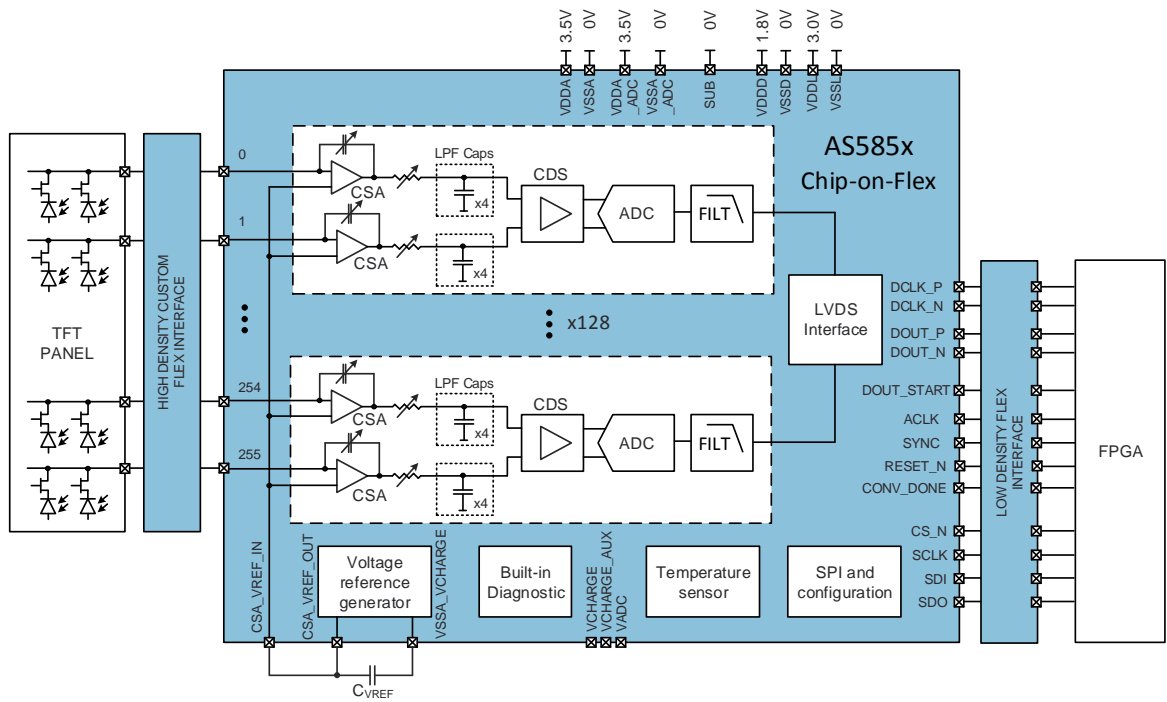 3.5V
0V
3.5V
0V
0V
1.8V
0V
3.0V
0V
VDDA
VSSA
VDDA
_ADC
VSSA
_ADC
SUB
VDDD
VSSD
VDDL
VSSL
AS585x
Chip-on-Flex
TFT
PANEL
HIGH DENSITY CUSTOM
FLEX INTERFACE
0
1
254
255
CSA
LPF Caps
x4
CDS
ADC
FILT
CSA
x4
x128
CSA
LPF Caps
x4
CDS
ADC
FILT
CSA
x4
LVDS
Interface
DCLK_P
DCLK_N
DOUT_P
DOUT_N
DOUT_START
ACLK
SYNC
RESET_N
CONV_DONE
CS_N
SCLK
SDI
SDO
LOW DENSITY FLEX
INTERFACE
FPGA
CSA_VREF_IN
CSA_VREF_OUT
Voltage
reference
generator
VSSA_VCHARGE
Built-in
Diagnostic
VCHARGE
VCHARGE_AUX
VADC
Temperature
sensor
SPI and
configuration
CVREF